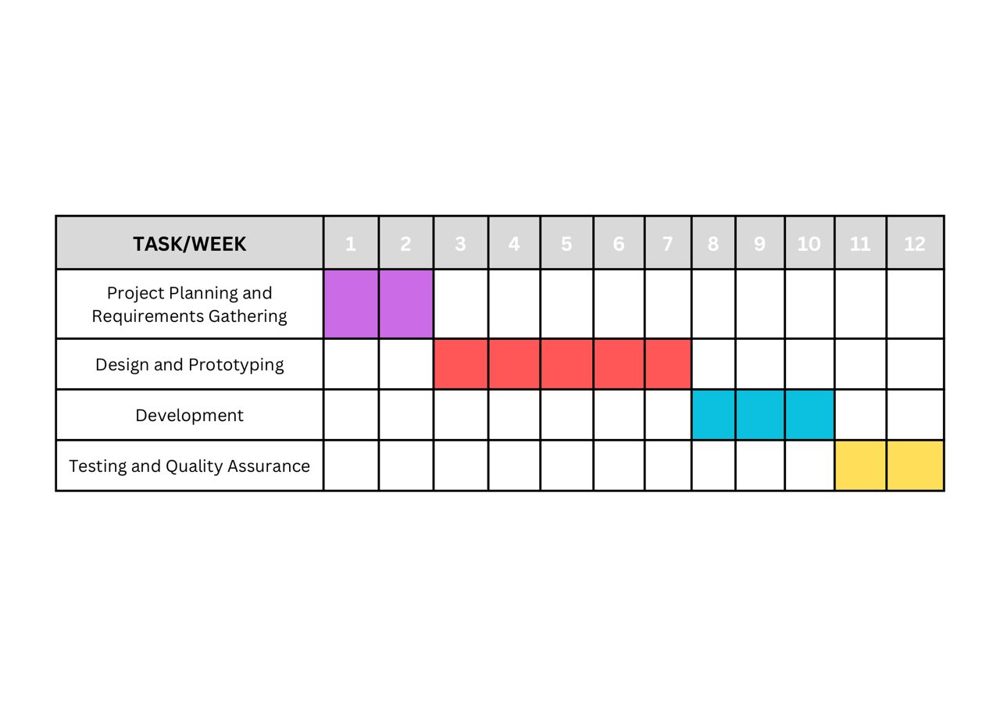 TASK/WEEK 1 2 3 4 5 6 7 8 9 10 11 12
Project Planning and
Requirements Gathering
Design and Prototyping
Development
Testing and Quality Assurance